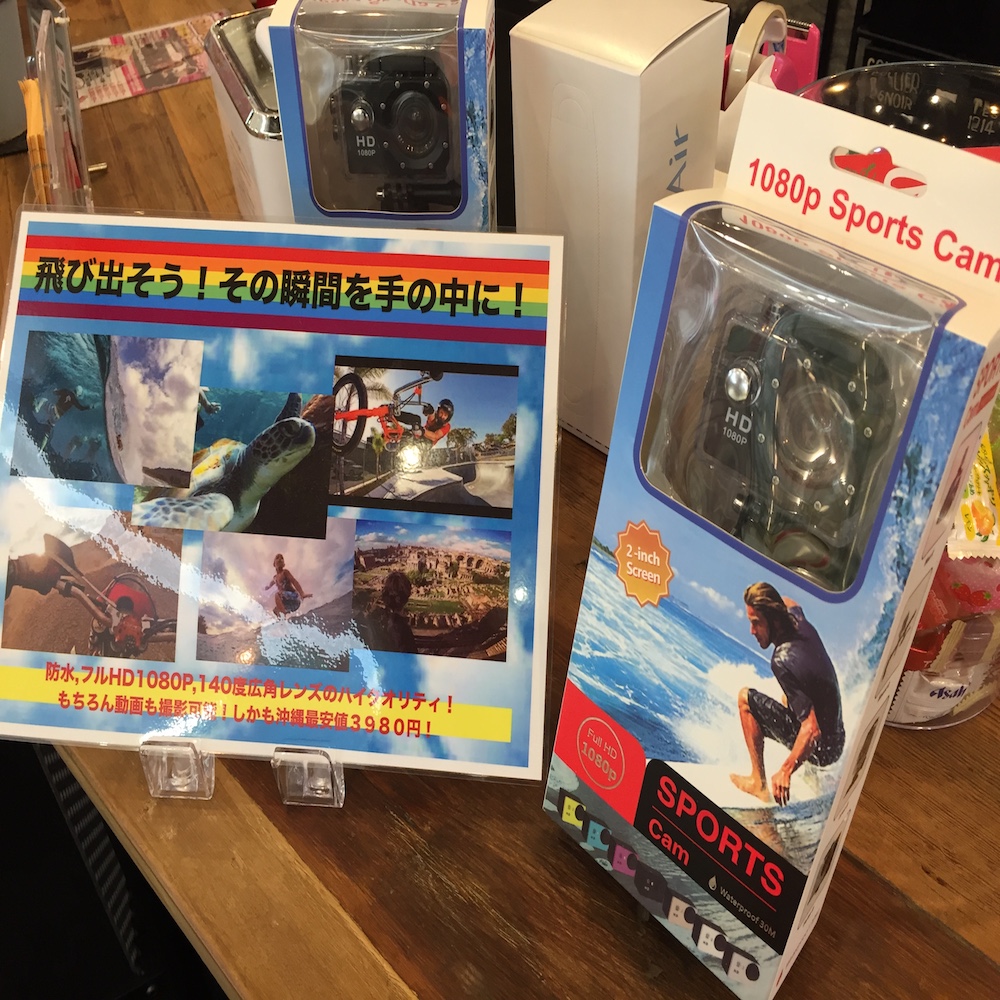 飛び出そう！その瞬間を手の中に！
防水,フルHD1080P,140度広角レンズのハイクオリティ！
もちろん動画も撮影可能！しかも沖縄最安値3980円！
HD
1080P
Air
1080p Sports Cam
HD
1080P
2-inch
Screen
Full HD
1080p
SPORTS
Cam
Waterproof 30M
Asahi
1214